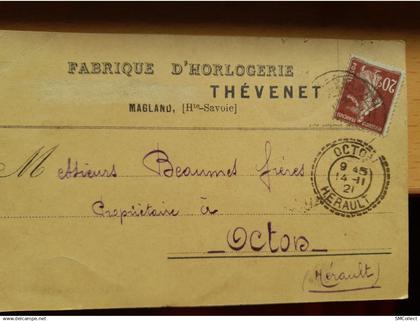 FABRIQUE D'HORLOGERIE
THÉVENET
MAGLAND, [Hte-Savoie]
20c
OCTON
9 45
14 -11
21
HERAULT
Messieurs Beaumes frères
Propriétaire à
Octon
(Hérault)
© SMCollect